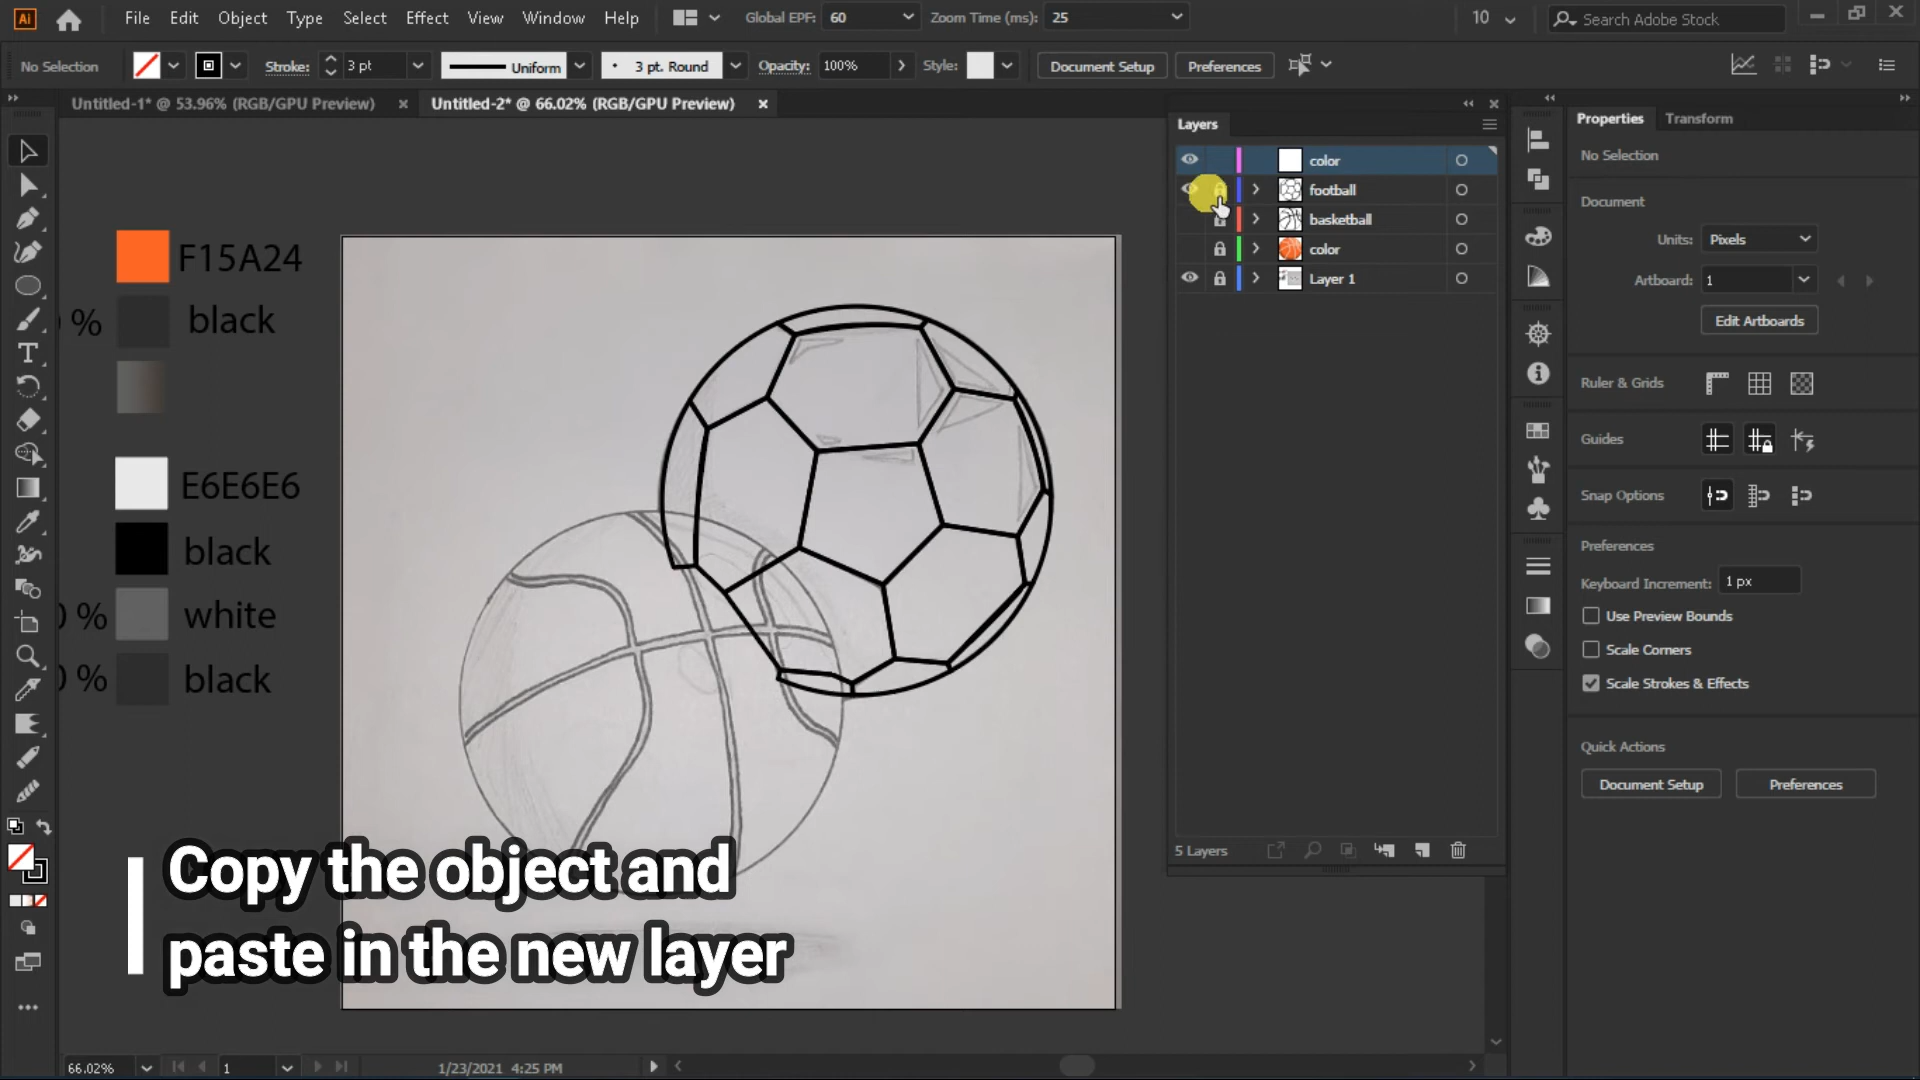 Ai File Edit Object Type Select Effect View Window Help Global EPF: 60 Zoom Time (ms): 25 10 Search Adobe Stock
No Selection Stroke: 3 pt Uniform 3 pt. Round Opacity: 100% Style: Document Setup Preferences
Untitled-1* @ 53.96% (RGB/GPU Preview) Untitled-2* @ 66.02% (RGB/GPU Preview)
Layers
color
football
basketball
color
Layer 1
5 Layers
Properties Transform
No Selection
Document
Units: Pixels
Artboard: 1
Edit Artboards
Ruler & Grids
Guides
Snap Options
Preferences
Keyboard Increment: 1 px
Use Preview Bounds
Scale Corners
Scale Strokes & Effects
Quick Actions
Document Setup Preferences
F15A24
% black
E6E6E6
black
% white
% black
Copy the object and
paste in the new layer
66.02% 1 1/23/2021 4:25 PM